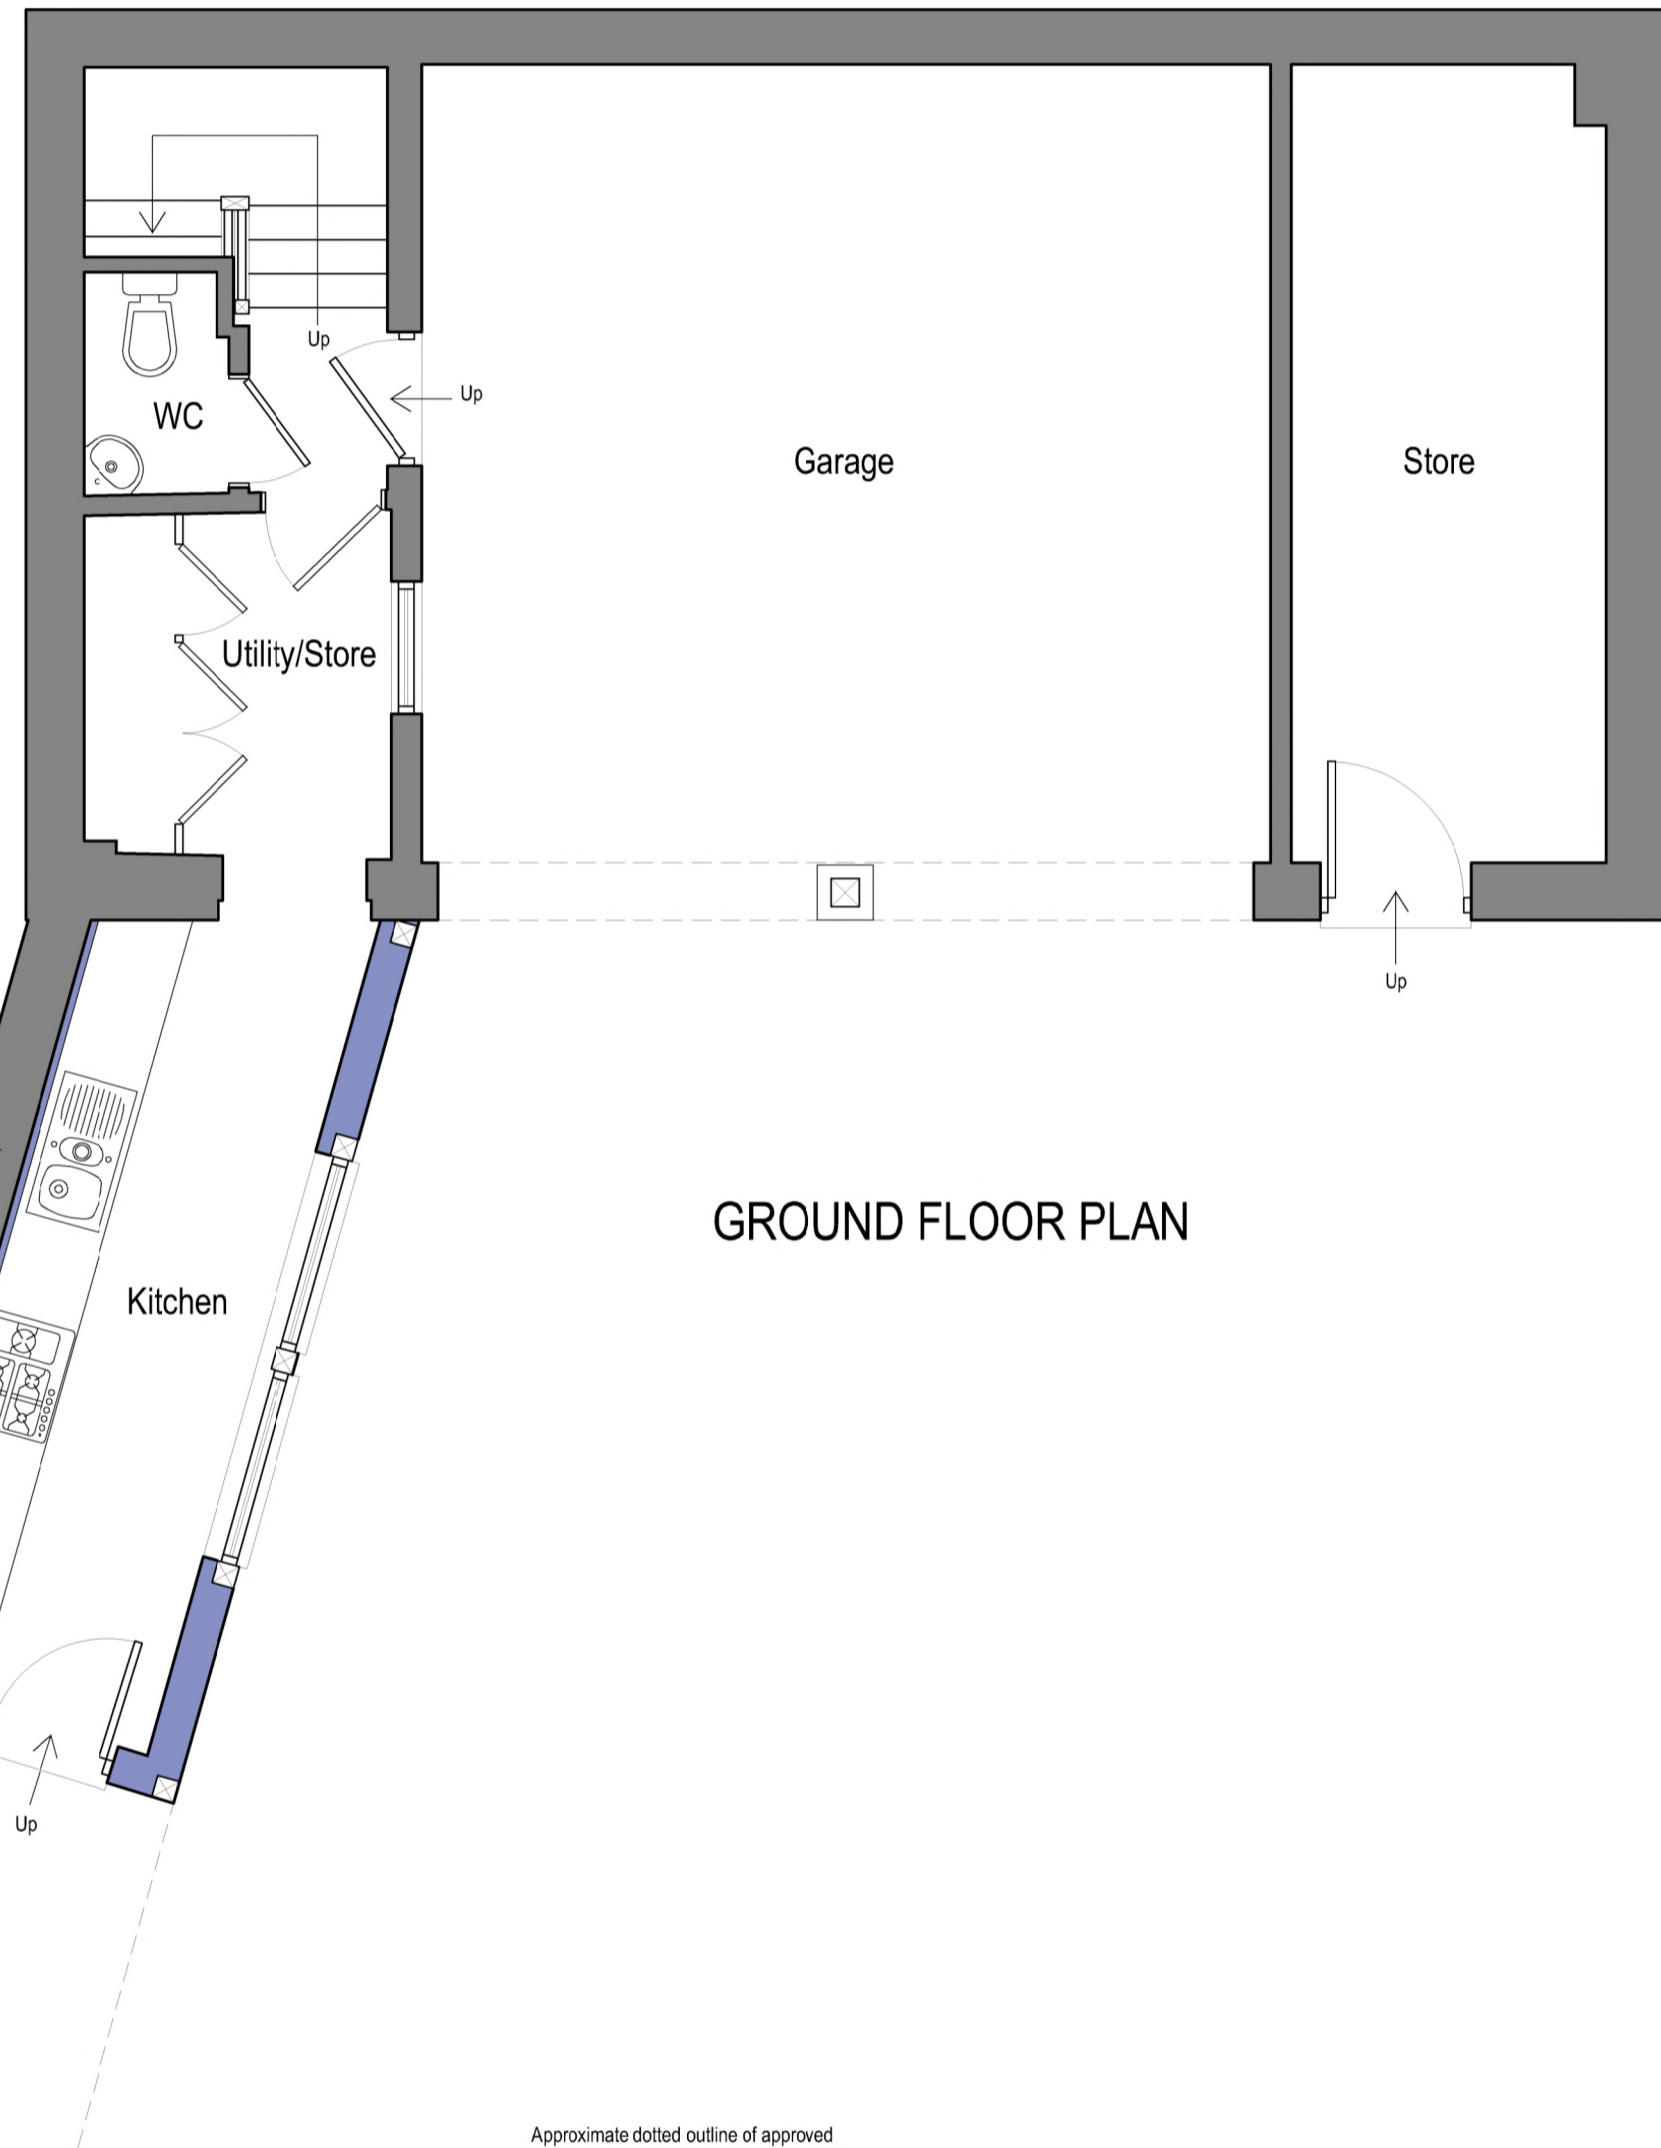 Up
WC
Up
Garage
Store
Utility/Store
Up
GROUND FLOOR PLAN
Kitchen
Up
Approximate dotted outline of approved